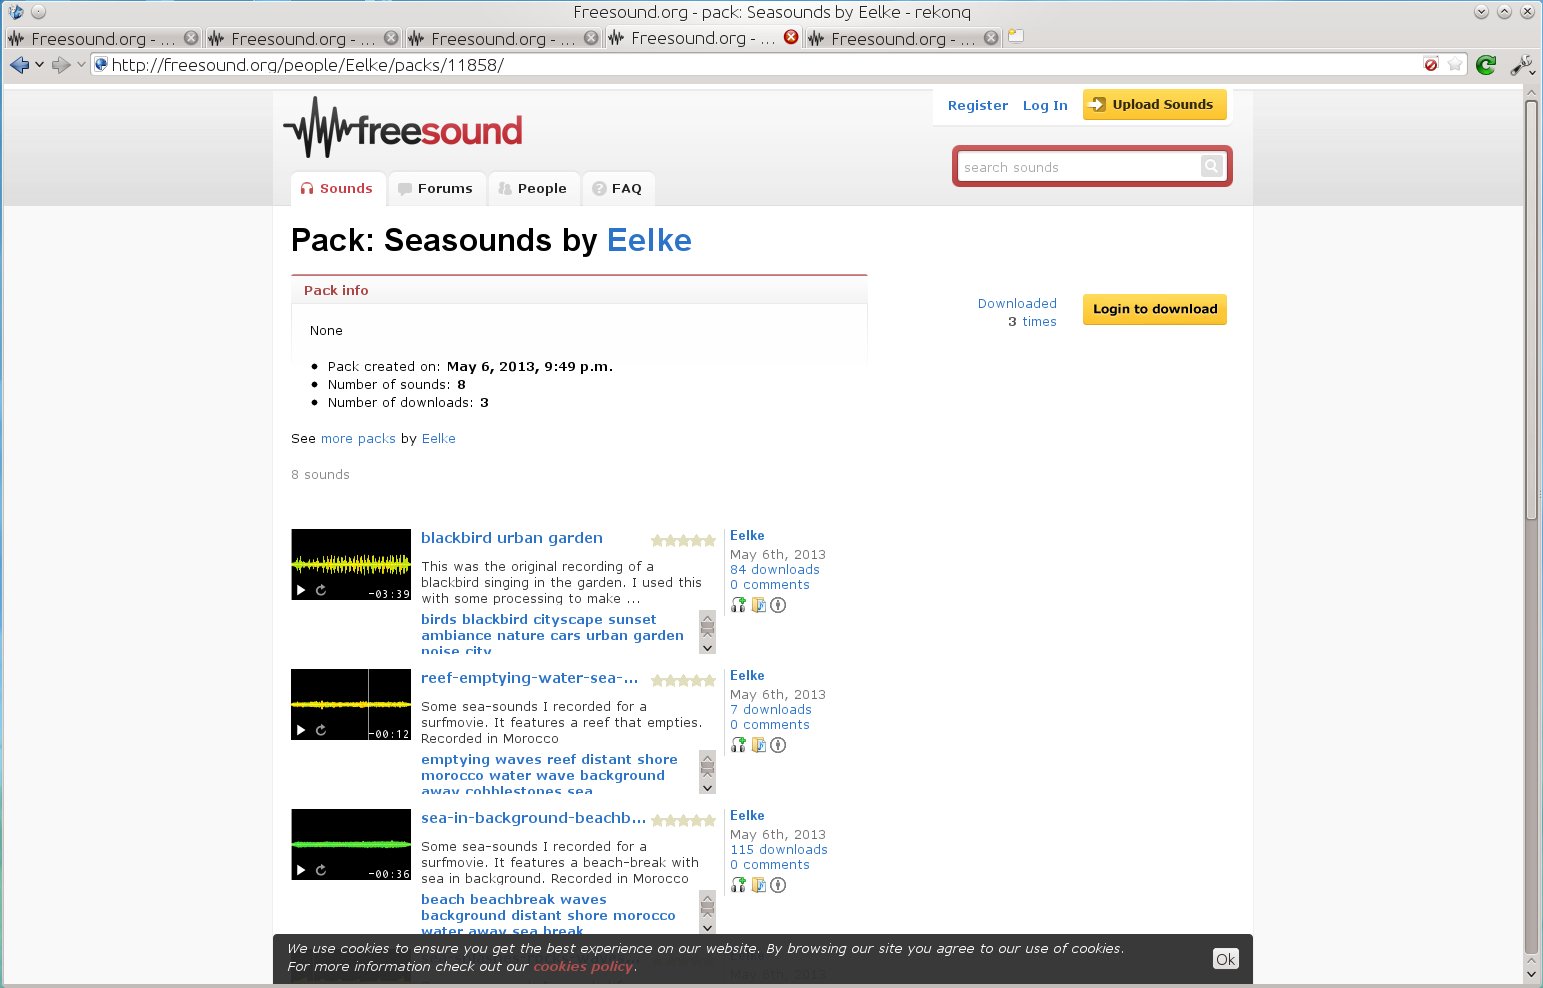 Freesound.org - pack: Seasounds by Eelke - rekonq
Freesound.org - ... Freesound.org - ... Freesound.org - ... Freesound.org - ... Freesound.org - ...
http://freesound.org/people/Eelke/packs/11858/
Register Log In Upload Sounds
freesound
search sounds
Sounds Forums People FAQ
Pack: Seasounds by Eelke
Pack info
None
Downloaded
3 times
Login to download
• Pack created on: May 6, 2013, 9:49 p.m.
• Number of sounds: 8
• Number of downloads: 3
See more packs by Eelke
8 sounds
-03:39
blackbird urban garden
This was the original recording of a
blackbird singing in the garden. I used this
with some processing to make ...
birds blackbird cityscape sunset
ambiance nature cars urban garden
noise city
Eelke
May 6th, 2013
84 downloads
0 comments
-00:12
reef-emptying-water-sea-...
Some sea-sounds I recorded for a
surfmovie. It features a reef that empties.
Recorded in Morocco
emptying waves reef distant shore
morocco water wave background
away cobblestones sea
Eelke
May 6th, 2013
7 downloads
0 comments
-00:36
sea-in-background-beachb...
Some sea-sounds I recorded for a
surfmovie. It features a beach-break with
sea in background. Recorded in Morocco
beach beachbreak waves
background distant shore morocco
water away sea break
Eelke
May 6th, 2013
115 downloads
0 comments
We use cookies to ensure you get the best experience on our website. By browsing our site you agree to our use of cookies.
For more information check out our cookies policy.
Ok